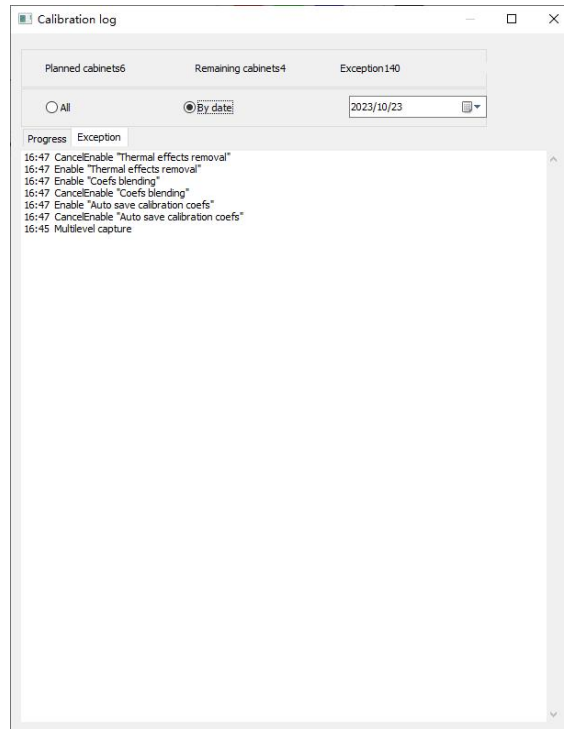 Calibration log
Planned cabinets6 Remaining cabinets4 Exception140
All By date 2023/10/23
Progress Exception
16:47 CancelEnable "Thermal effects removal"
16:47 Enable "Thermal effects removal"
16:47 Enable "Coefs blending"
16:47 CancelEnable "Coefs blending"
16:47 Enable "Auto save calibration coefs"
16:47 CancelEnable "Auto save calibration coefs"
16:45 Multilevel capture